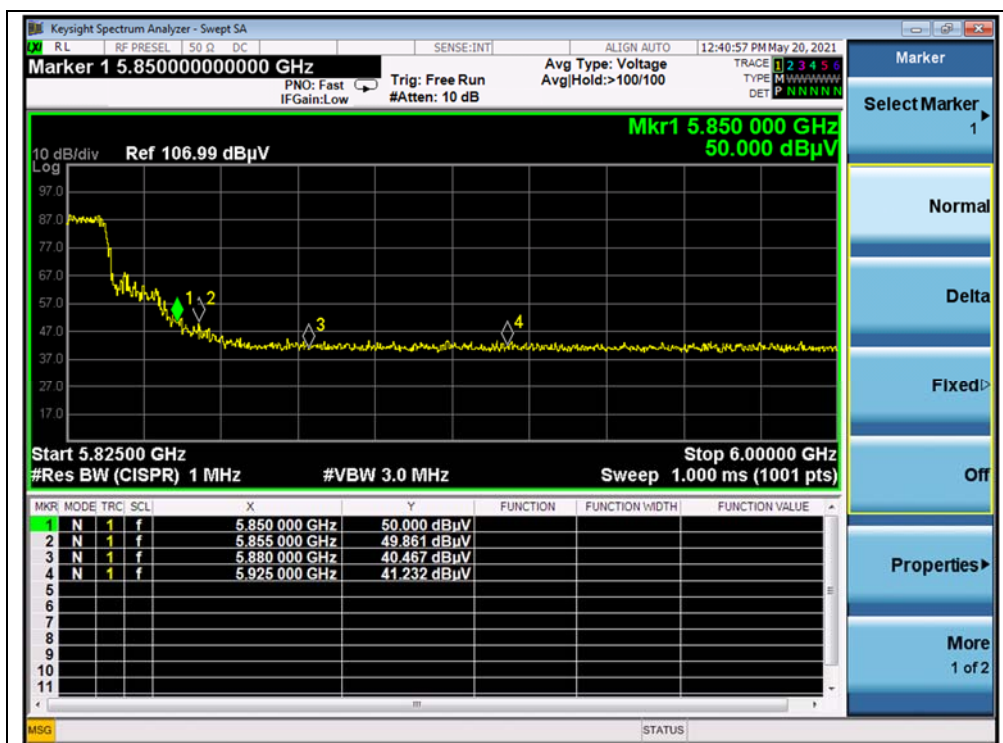 Keysight Spectrum Analyzer - Swept SA
LXI RL RF PRESEL 50 Ω DC SENSE:INT ALIGN AUTO 12:40:57 PM May 20, 2021
Marker 1 5.850000000000 GHz
PNO: Fast
IFGain:Low
Trig: Free Run
#Atten: 10 dB
Avg Type: Voltage
Avg|Hold:>100/100
TRACE 1 2 3 4 5 6
TYPE M WWWWW
DET P N N N N N
Mkr1 5.850 000 GHz
50.000 dBµV
10 dB/div Ref 106.99 dBµV
Log
97.0
87.0
77.0
67.0
57.0
47.0
37.0
27.0
17.0
1 2
3
4
Start 5.82500 GHz Stop 6.00000 GHz
#Res BW (CISPR) 1 MHz #VBW 3.0 MHz Sweep 1.000 ms (1001 pts)
MKR MODE TRC SCL X Y FUNCTION FUNCTION WIDTH FUNCTION VALUE
1 N 1 f 5.850 000 GHz 50.000 dBµV
2 N 1 f 5.855 000 GHz 49.861 dBµV
3 N 1 f 5.880 000 GHz 40.467 dBµV
4 N 1 f 5.925 000 GHz 41.232 dBµV
5
6
7
8
9
10
11
MSG STATUS
Marker
Select Marker
1
Normal
Delta
Fixed
Off
Properties
More
1 of 2